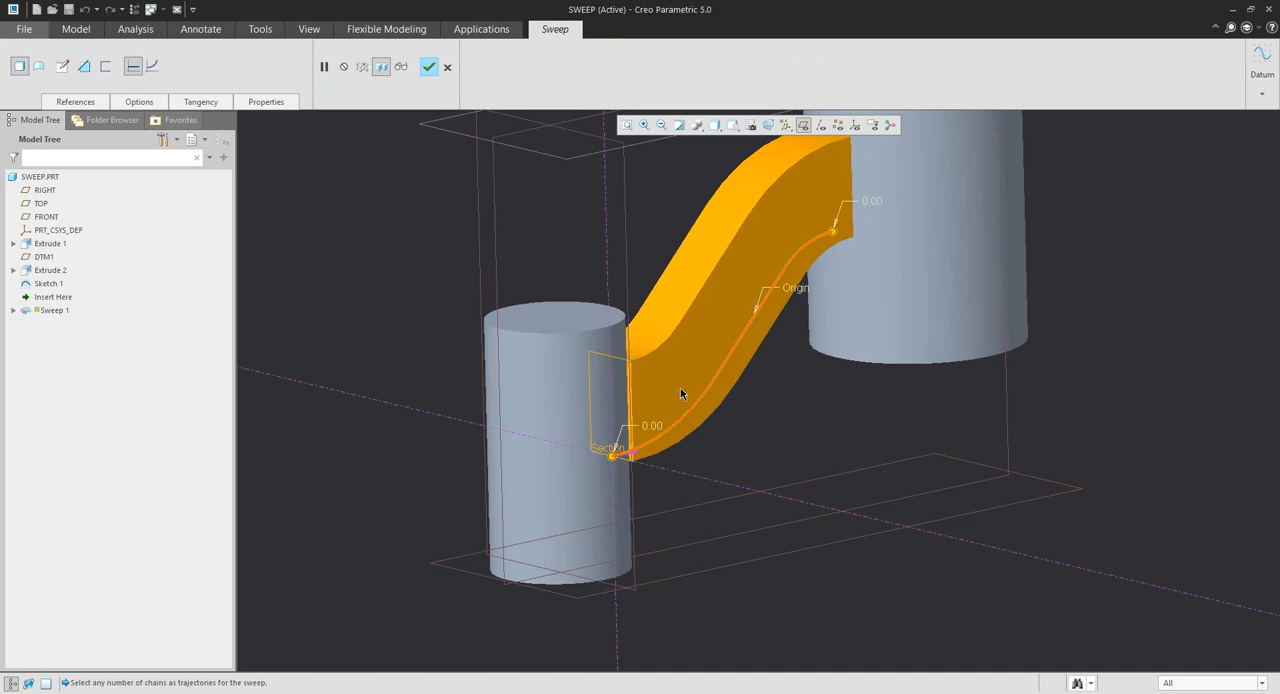 SWEEP (Active) - Creo Parametric 5.0
File Model Analysis Annotate Tools View Flexible Modeling Applications Sweep
Datum
References Options Tangency Properties
Model Tree Folder Browser Favorites
Model Tree
SWEEP.PRT
RIGHT
TOP
FRONT
PRT_CSYS_DEF
Extrude 1
DTM1
Extrude 2
Sketch 1
Insert Here
Sweep 1
0.00
Origin
0.00
Section
Select any number of chains as trajectories for the sweep.
All